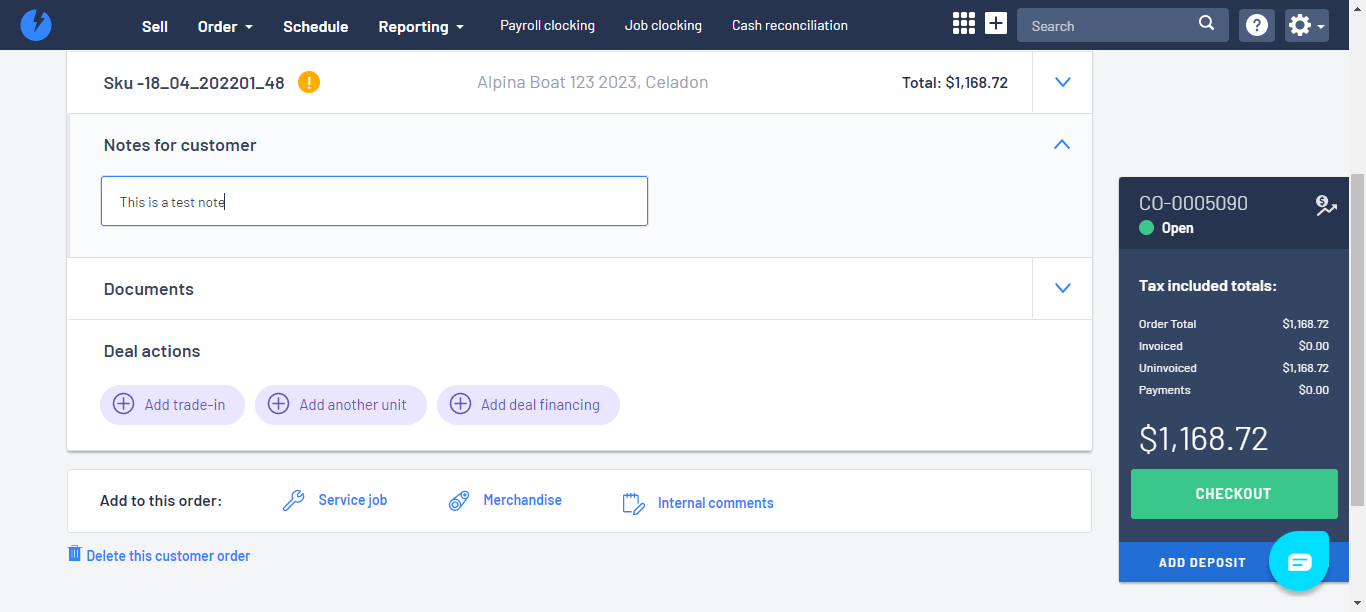 Sell Order Schedule Reporting Payroll clocking Job clocking Cash reconciliation Search
Sku -18_04_202201_48 Alpina Boat 123 2023, Celadon Total: $1,168.72
Notes for customer
This is a test note
Documents
Deal actions
Add trade-in Add another unit Add deal financing
Add to this order: Service job Merchandise Internal comments
Delete this customer order
CO-0005090
Open
Tax included totals:
Order Total $1,168.72
Invoiced $0.00
Uninvoiced $1,168.72
Payments $0.00
$1,168.72
CHECKOUT
ADD DEPOSIT